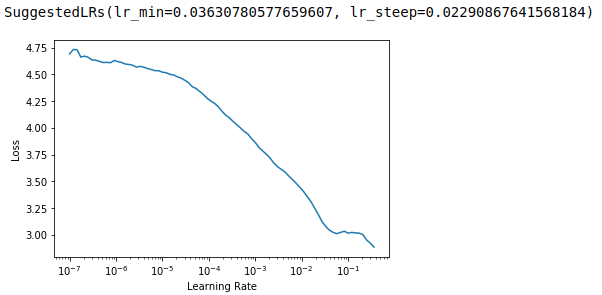 SuggestedLRs(lr_min=0.03630780577659607, lr_steep=0.02290867641568184)
4.75
4.50
4.25
4.00
3.75
3.50
3.25
3.00
Loss
10⁻⁷ 10⁻⁶ 10⁻⁵ 10⁻⁴ 10⁻³ 10⁻² 10⁻¹
Learning Rate